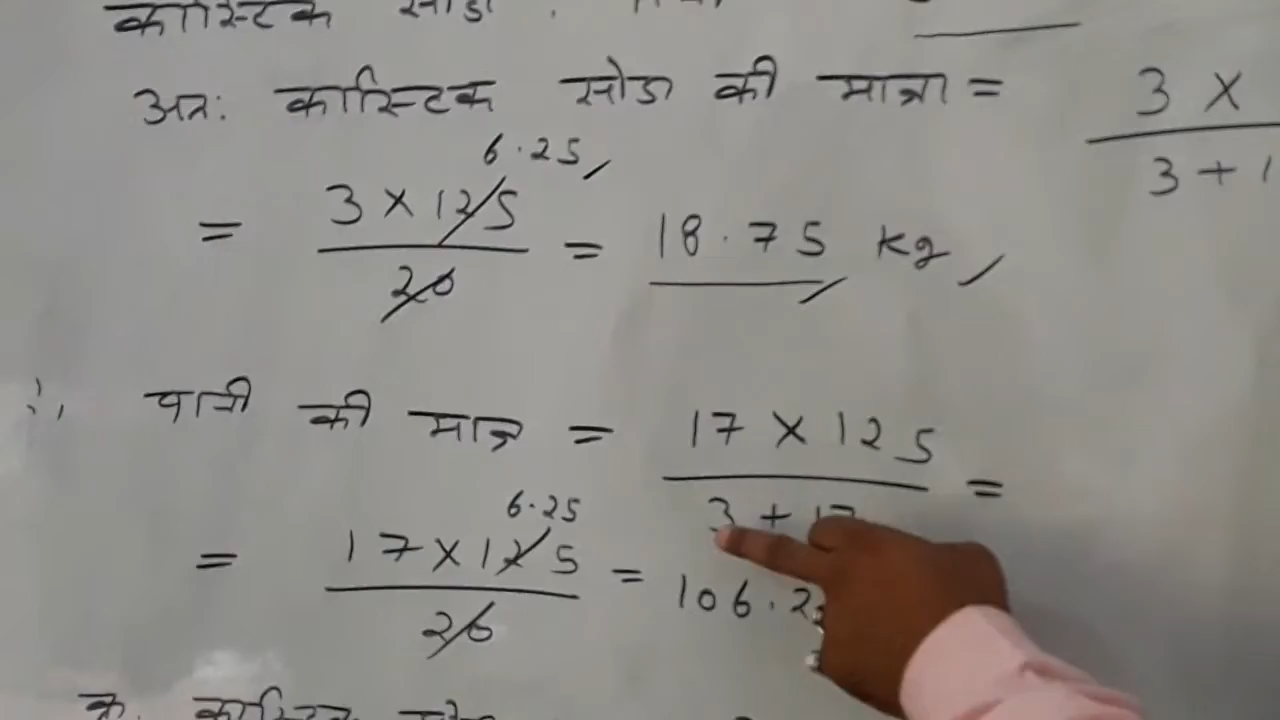 कास्टिक सोडा
अतः कास्टिक सोडा की मात्रा = 3 ×
3 + 1
6.25
= 3 × 125 / 20 = 18.75 kg
∴ पानी की मात्र = 17 × 125 / 3 + 17 =
6.25
= 17 × 125 / 20 = 106.2
कास्टिक